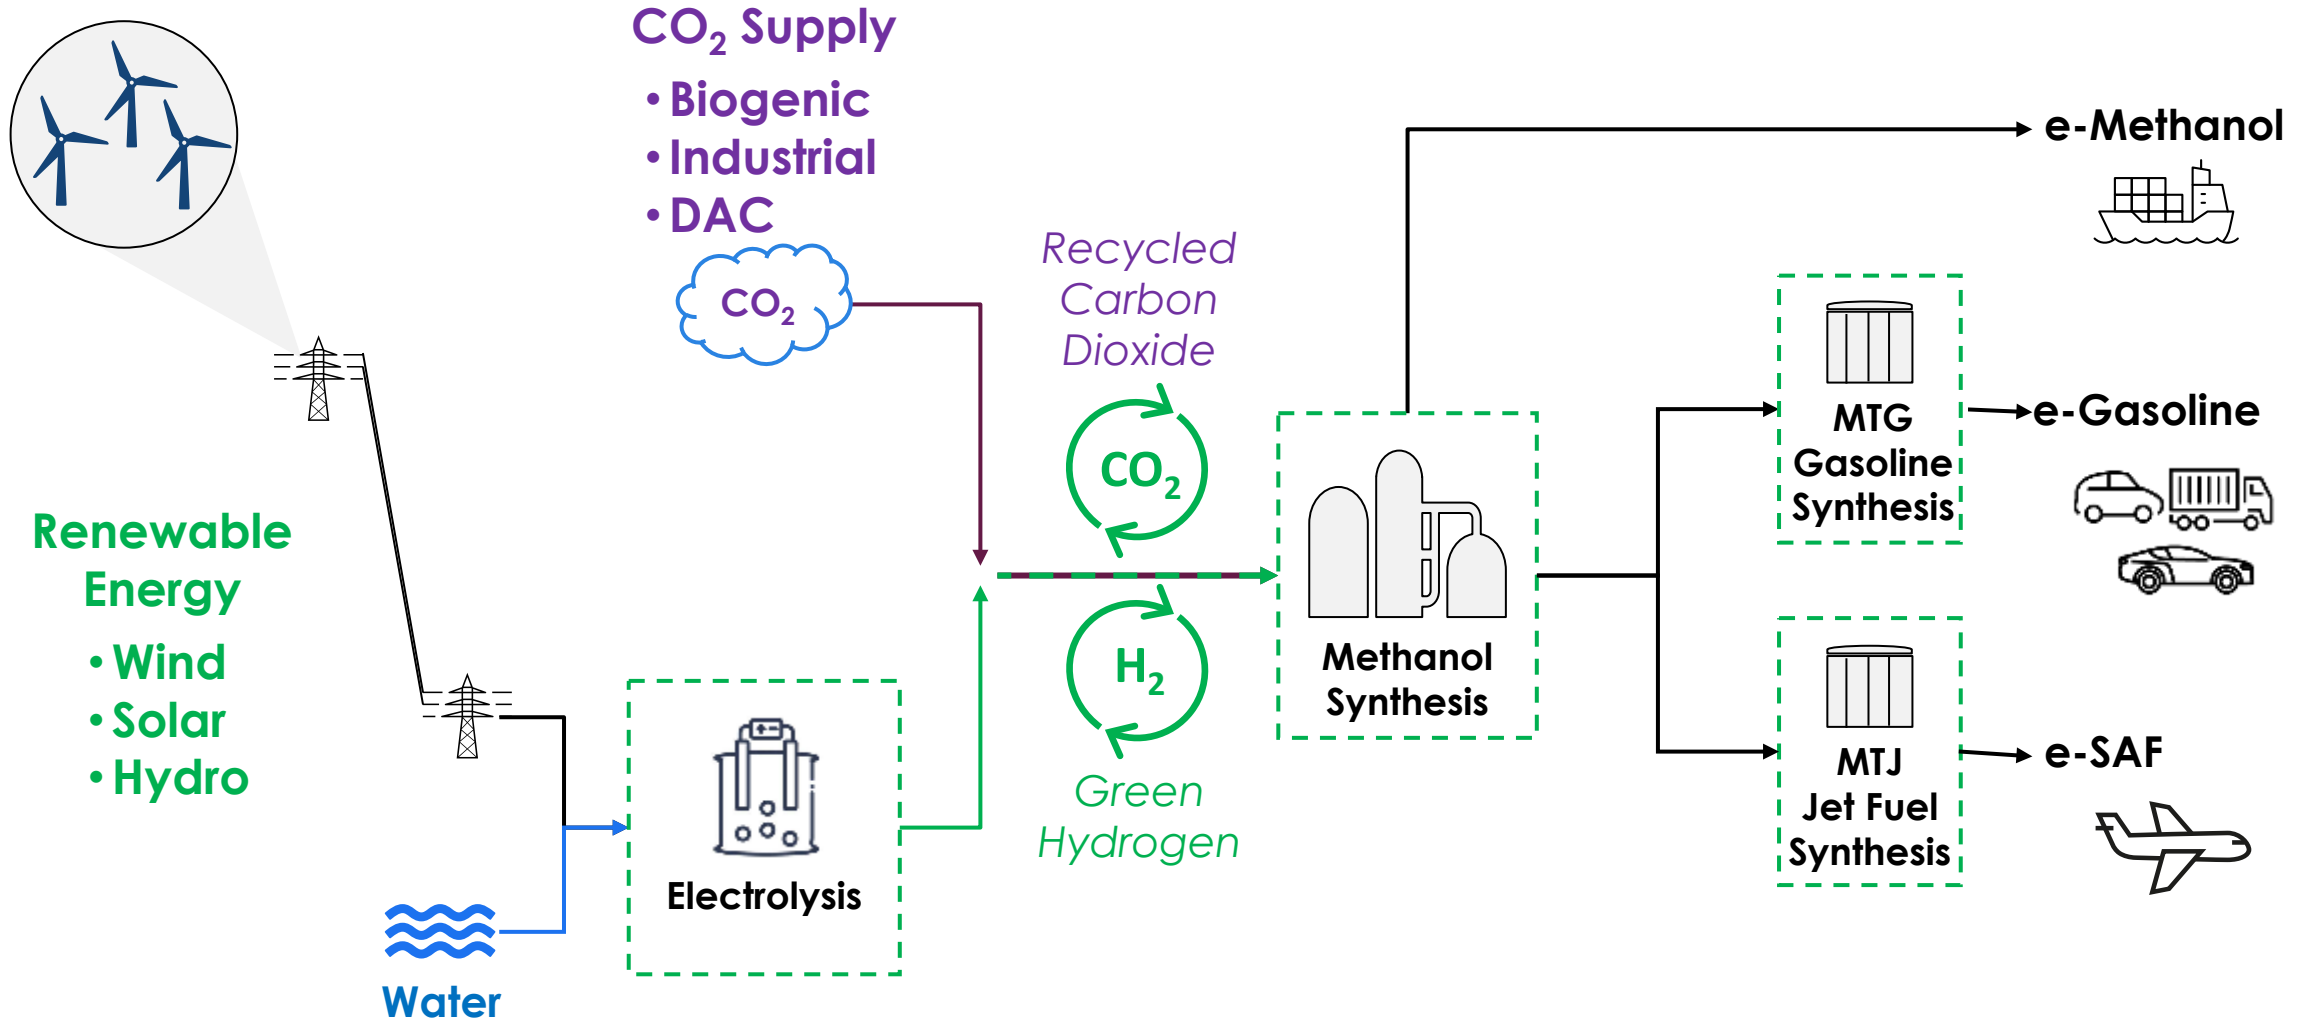 CO₂ Supply
• Biogenic
• Industrial
• DAC
CO₂
Recycled
Carbon
Dioxide
CO₂
H₂
Green
Hydrogen
Renewable
Energy
• Wind
• Solar
• Hydro
Water
Electrolysis
Methanol
Synthesis
e-Methanol
MTG
Gasoline
Synthesis
e-Gasoline
MTJ
Jet Fuel
Synthesis
e-SAF